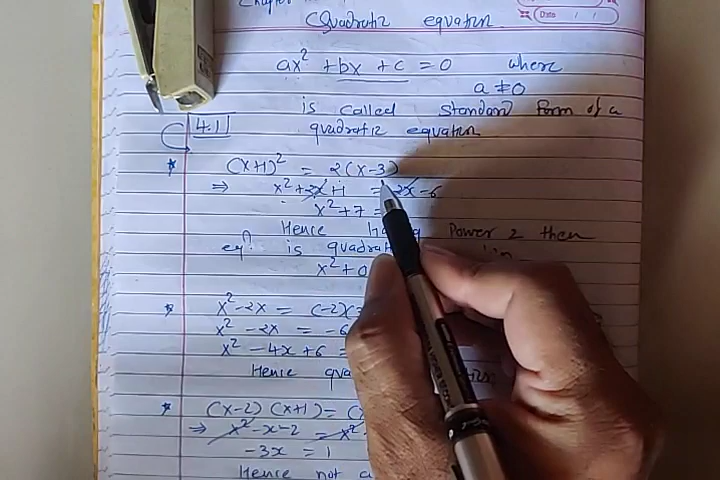 Quadratic equation
Date / /
ax² + bx + c = 0 where
a ≠ 0
is called standard form of a
4.1 quadratic equation
* (x+1)² = 2(x-3)
⇒ x² + 2x + 1 = 2x - 6
x² + 7 =
Hence Power 2 then
eqⁿ is
x² + 0
* x² - 2x = (-2)(3
x² - 2x = -6
x² - 4x + 6 =
Hence
* (x-2)(x+1) = (x
⇒ x² - x - 2 = x²
-3x = 1
Hence not a